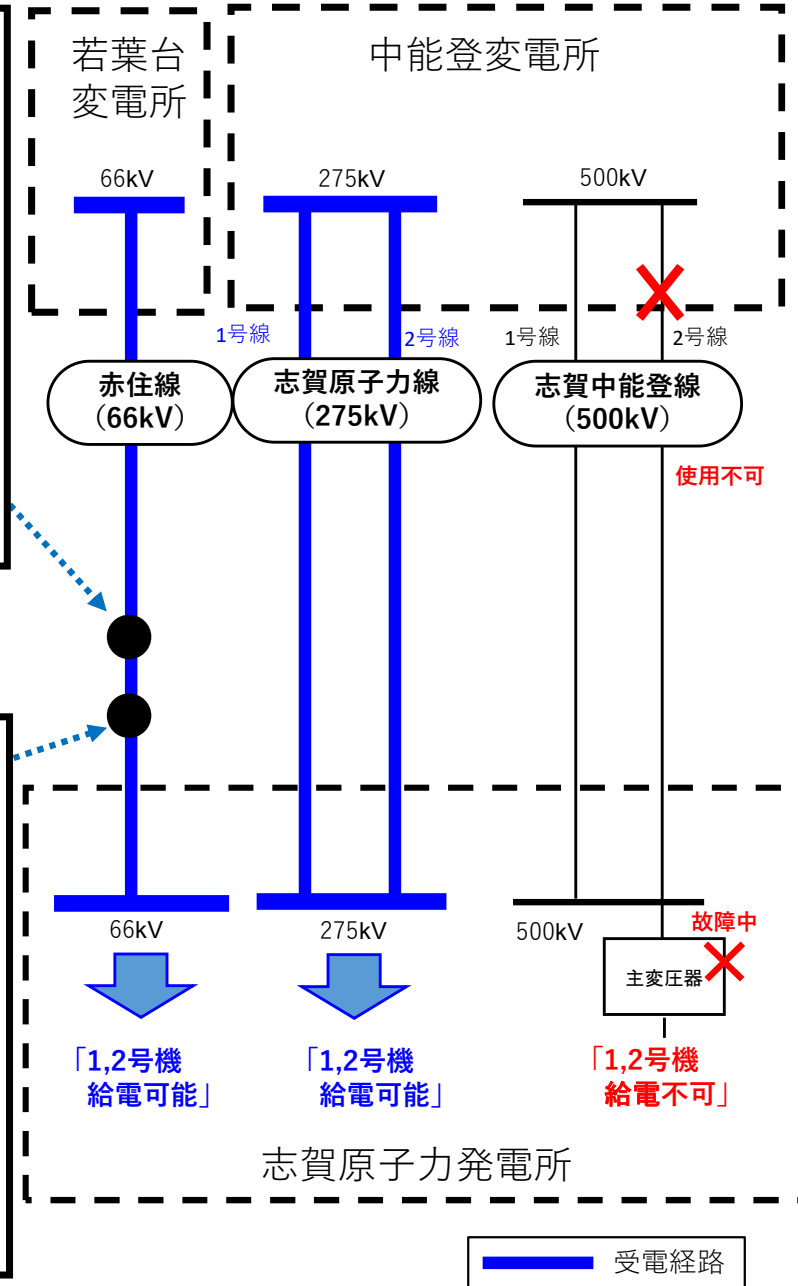 若葉台
変電所
中能登変電所
66kV
275kV
500kV
1号線
2号線
1号線
2号線
赤住線
（66kV）
志賀原子力線
（275kV）
志賀中能登線
（500kV）
使用不可
66kV
275kV
500kV
故障中
主変圧器
「1,2号機
給電可能」
「1,2号機
給電可能」
「1,2号機
給電不可」
志賀原子力発電所
受電経路